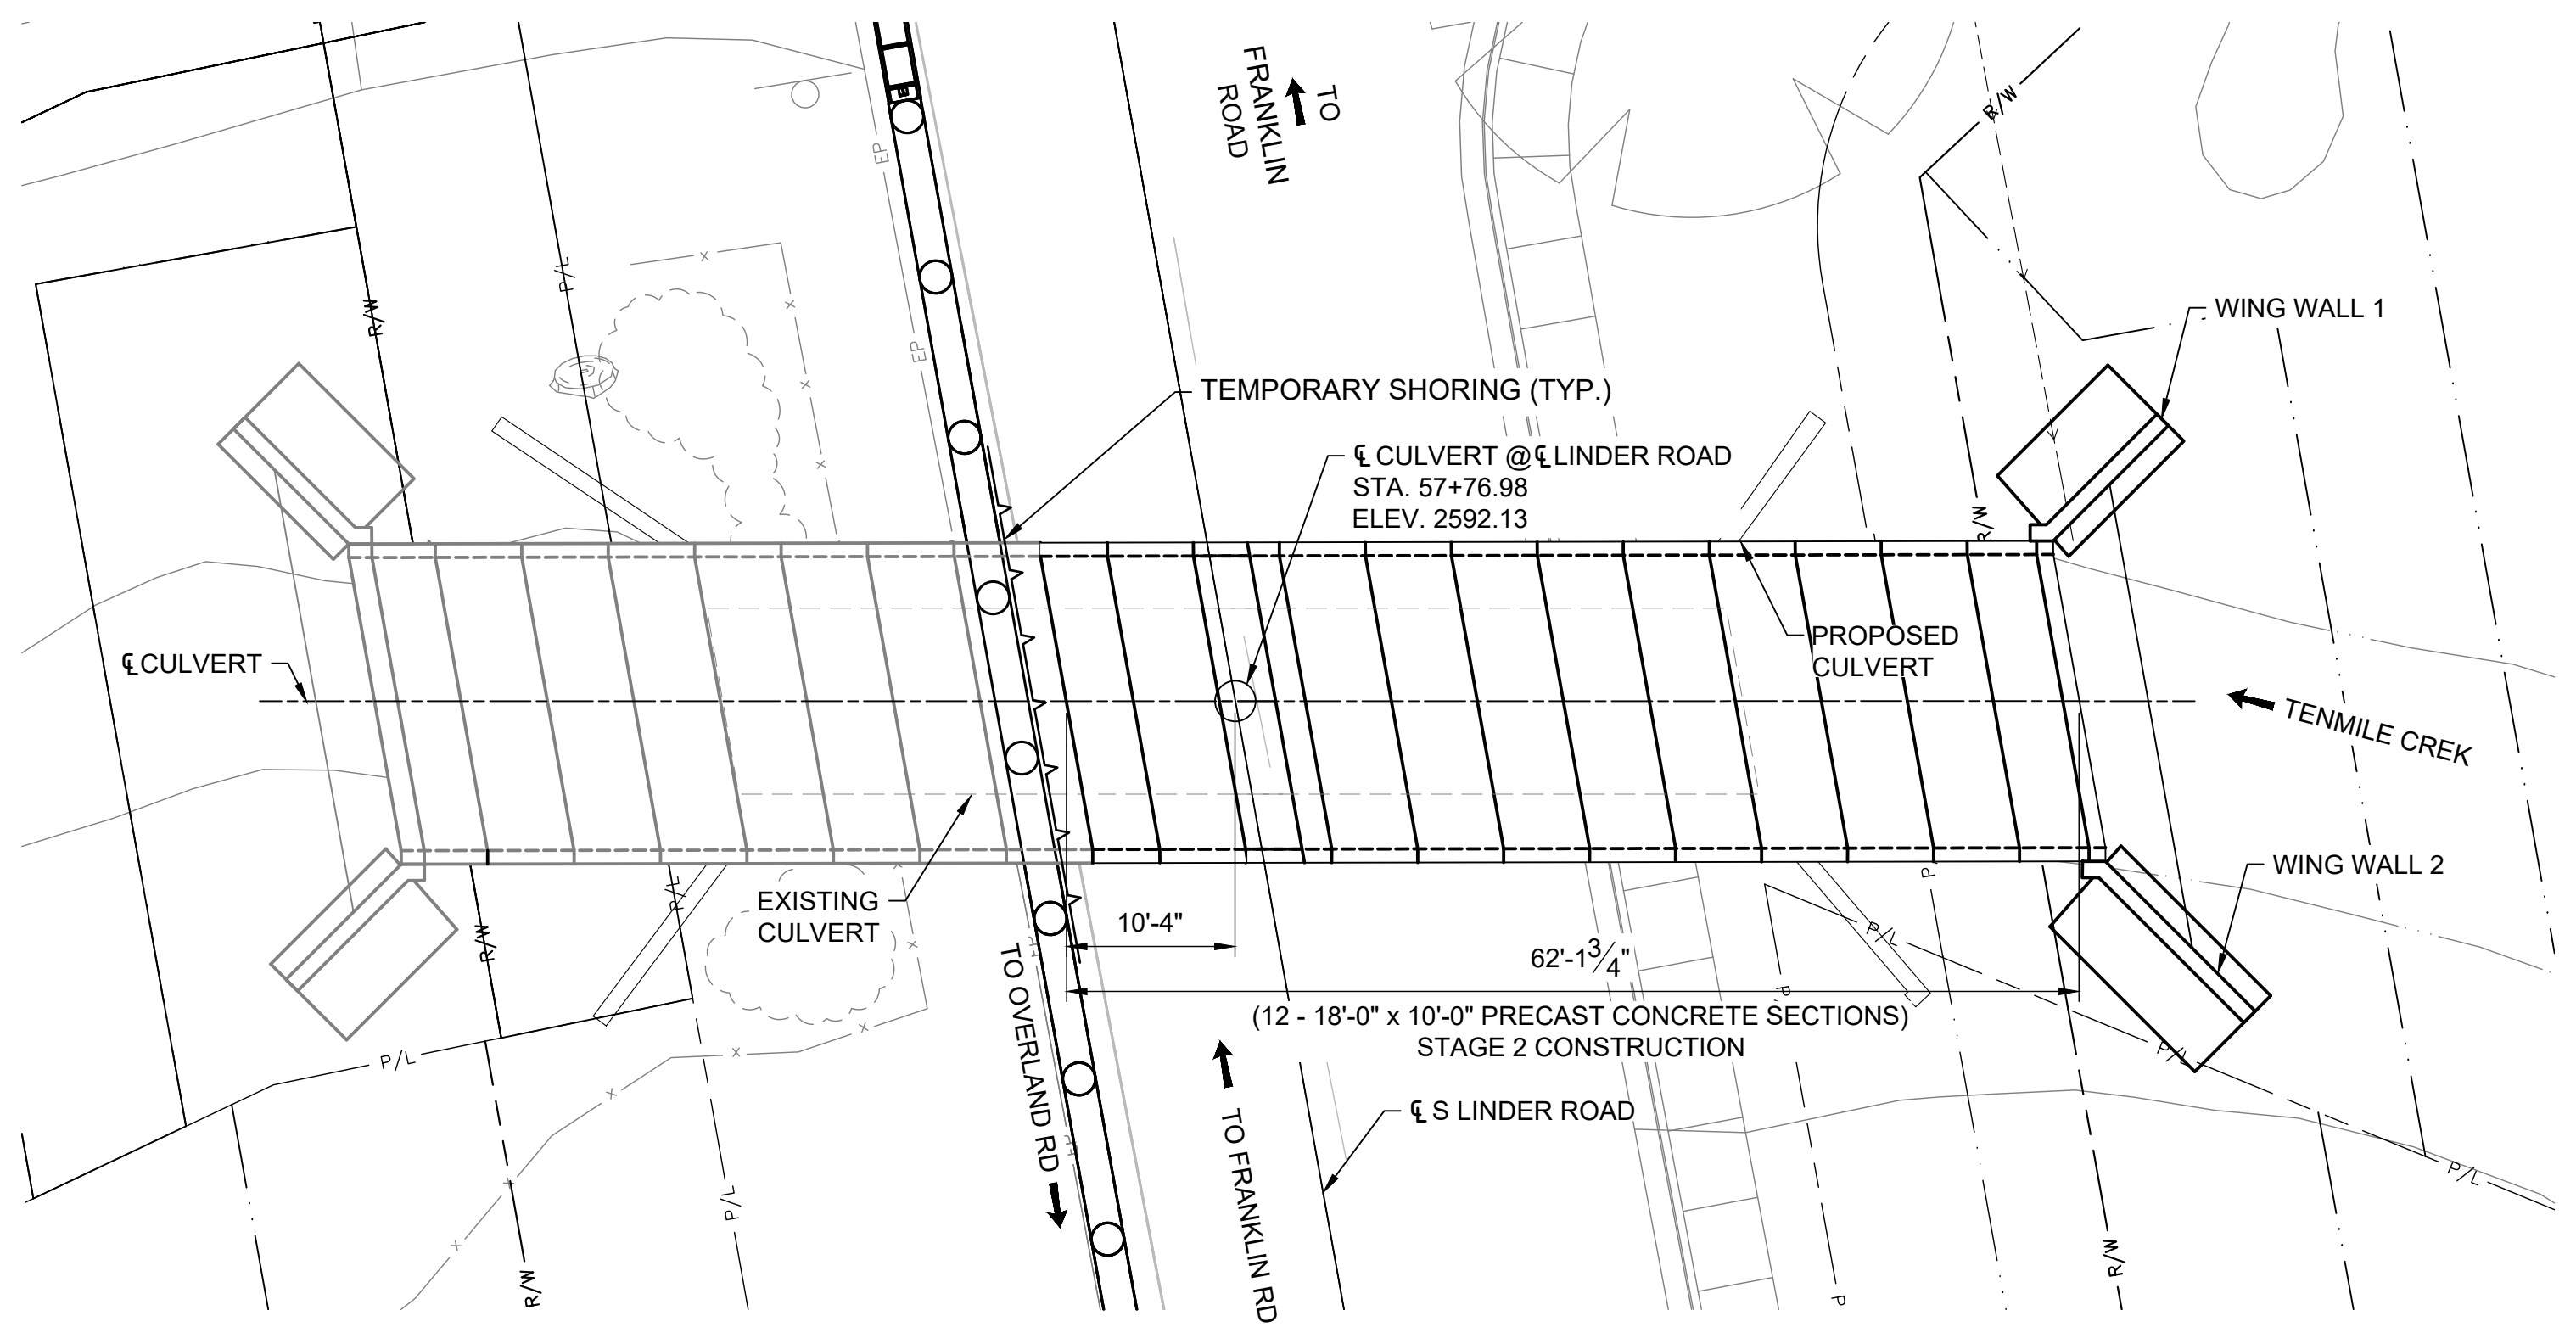 TO
FRANKLIN
ROAD
R/W
EP
P/L
R/W
EP
WING WALL 1
TEMPORARY SHORING (TYP.)
℄ CULVERT @ ℄ LINDER ROAD
STA. 57+76.98
ELEV. 2592.13
R/W
PROPOSED
CULVERT
℄ CULVERT
TENMILE CREK
EXISTING
CULVERT
P/L
R/W
10'-4"
62'-1 3/4"
(12 - 18'-0" x 10'-0" PRECAST CONCRETE SECTIONS)
STAGE 2 CONSTRUCTION
WING WALL 2
P
P/L
P
P/L
P/L
TO OVERLAND RD
TO FRANKLIN RD
℄ S LINDER ROAD
P/L
P/L
R/W
R/W
P